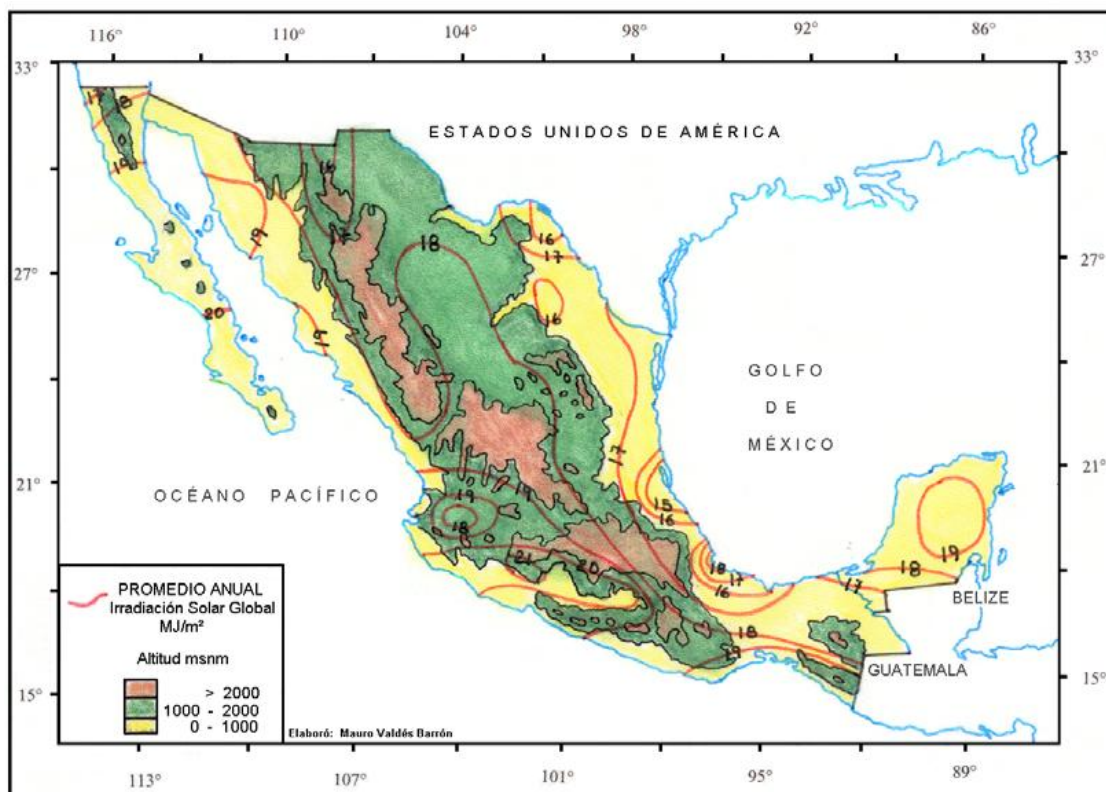 116° 110° 104 98° 92° 86°
33° 33°
17 18
ESTADOS UNIDOS DE AMÉRICA
19
16
19 17 18 16
17
27° 27°
20 16
19
GOLFO
DE
MÉXICO
17
21° 21°
OCÉANO PACÍFICO
19 19 15
18 16
21 20 18 19
17 18
16 17
PROMEDIO ANUAL
Irradiación Solar Global
MJ/m²
BELIZE
18
19
GUATEMALA
Altitud msnm
> 2000
1000 - 2000
0 - 1000
15° 15°
Elaboró: Mauro Valdés Barrón
113° 107° 101° 95° 89°